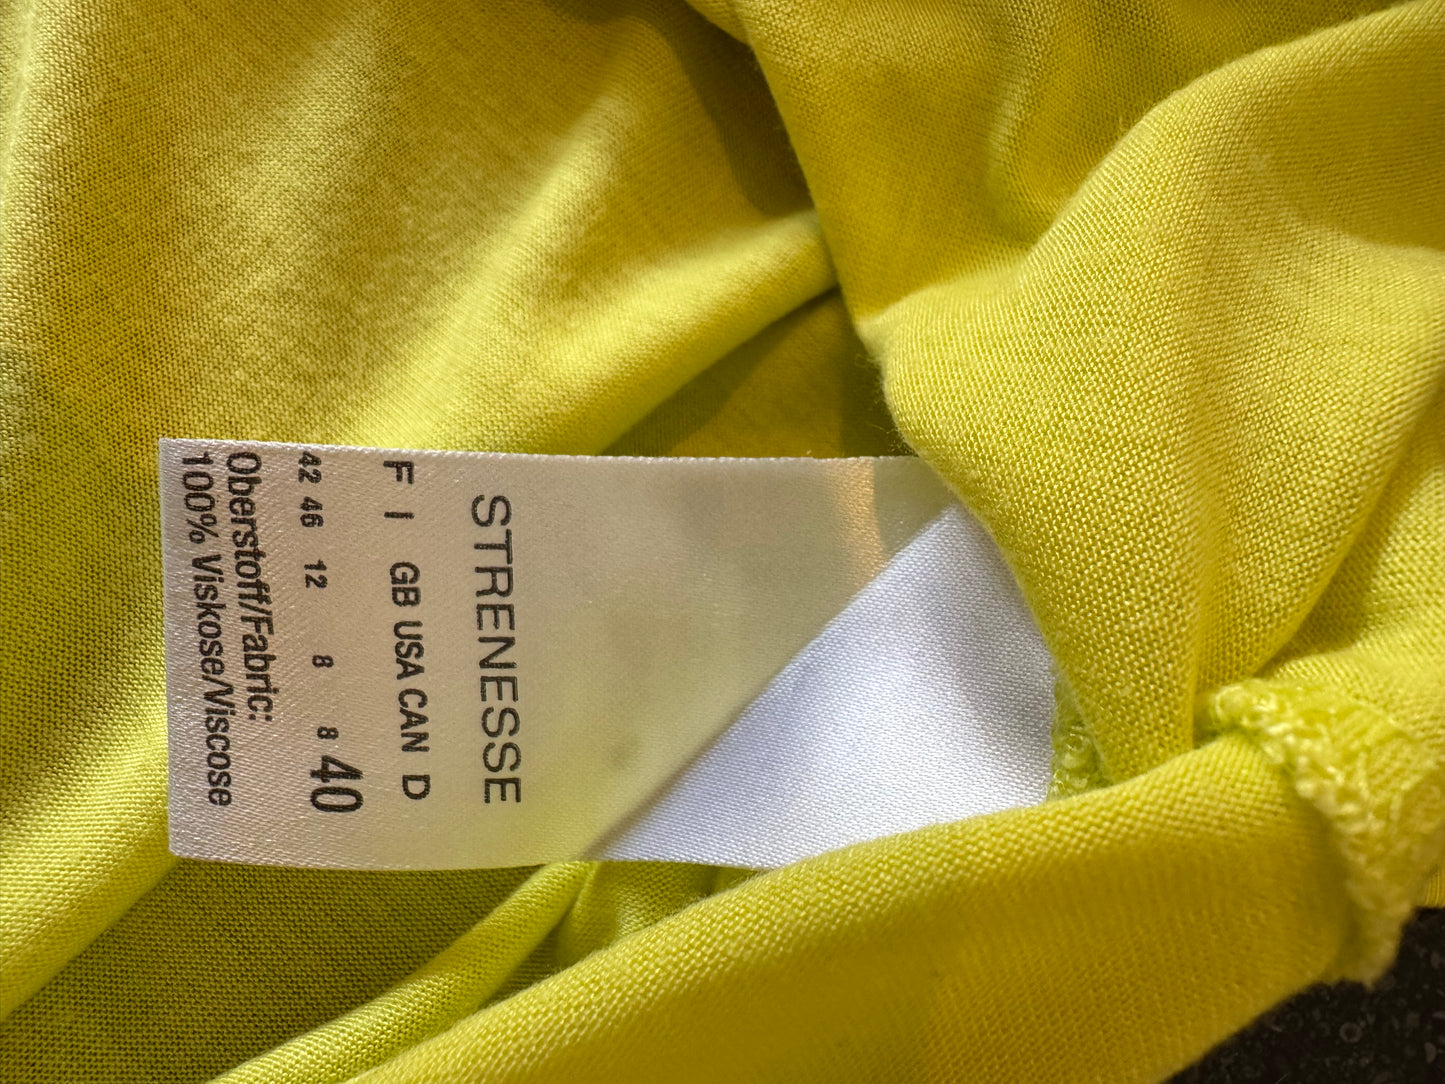 STRENESSE
F I GB USA CAN D
42 46 12 8 8 40
Oberstoff/Fabric:
100% Viskose/Viscose